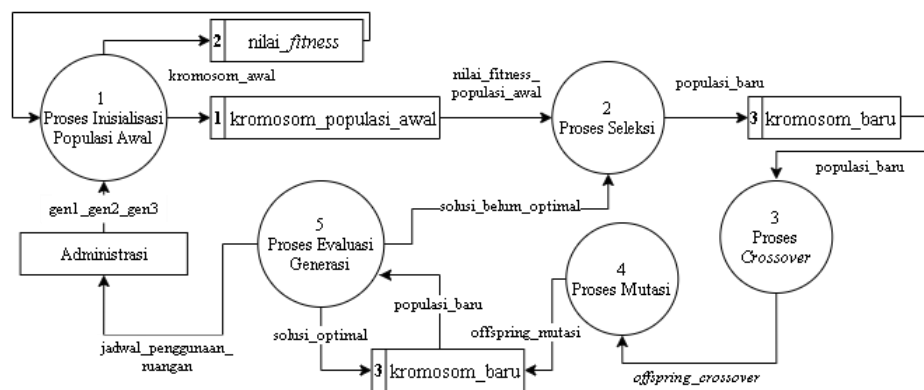 2 nilai_fitness
kromosom_awal
1
Proses Inisialisasi
Populasi Awal
1 kromosom_populasi_awal
nilai_fitness_
populasi_awal
2
Proses Seleksi
populasi_baru
3 kromosom_baru
populasi_baru
gen1_gen2_gen3
Administrasi
5
Proses Evaluasi
Generasi
solusi_belum_optimal
3
Proses
Crossover
4
Proses Mutasi
populasi_baru
solusi_optimal
offspring_mutasi
jadwal_penggunaan_
ruangan
3 kromosom_baru
offspring_crossover